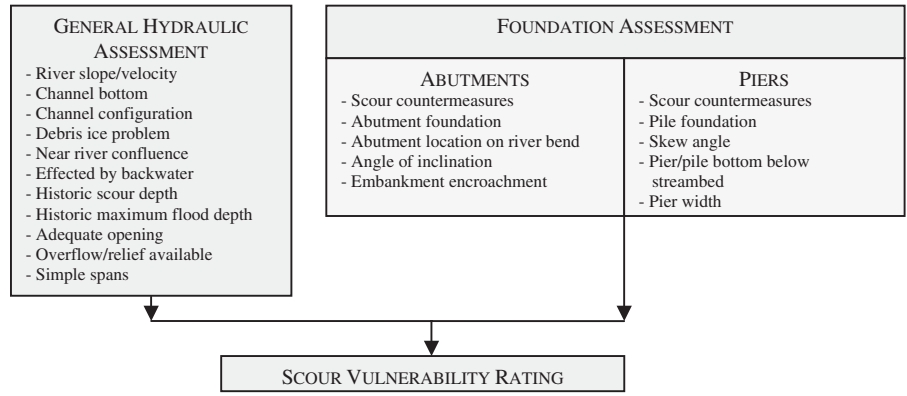 GENERAL HYDRAULIC
ASSESSMENT
- River slope/velocity
- Channel bottom
- Channel configuration
- Debris ice problem
- Near river confluence
- Effected by backwater
- Historic scour depth
- Historic maximum flood depth
- Adequate opening
- Overflow/relief available
- Simple spans
FOUNDATION ASSESSMENT
ABUTMENTS
- Scour countermeasures
- Abutment foundation
- Abutment location on river bend
- Angle of inclination
- Embankment encroachment
PIERS
- Scour countermeasures
- Pile foundation
- Skew angle
- Pier/pile bottom below
streambed
- Pier width
SCOUR VULNERABILITY RATING